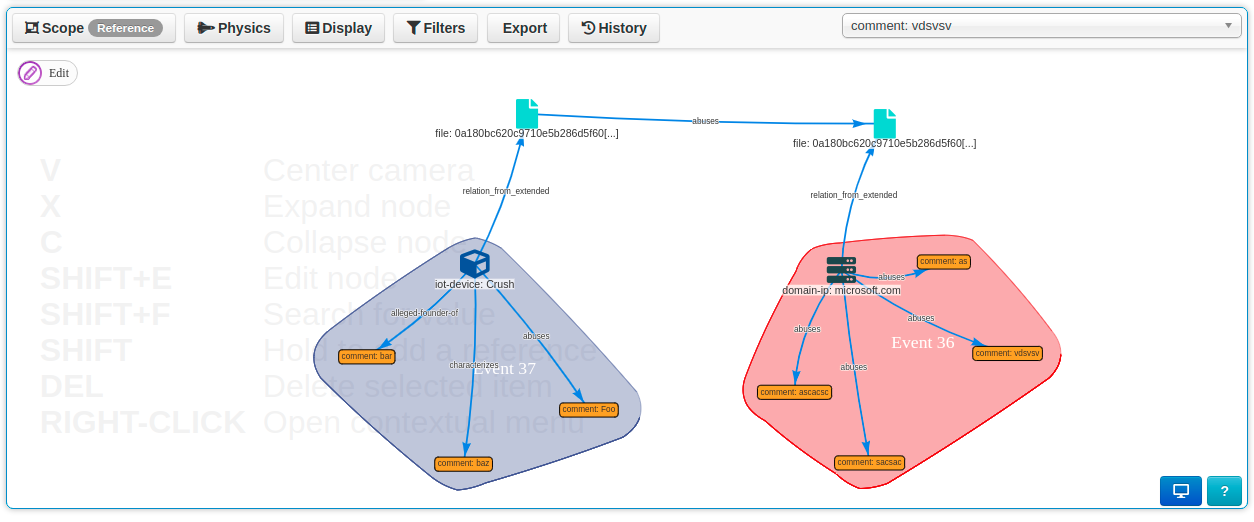 Scope Reference
Physics
Display
Filters
Export
History
comment: vdsvsv
Edit
V Center camera
X Expand node
C Collapse node
SHIFT+E Edit node
SHIFT+F Search for value
SHIFT Hold to add a reference
DEL Delete selected item
RIGHT-CLICK Open contextual menu
file: 0a180bc620c9710e5b286d5f60[...]
abuses
file: 0a180bc620c9710e5b286d5f60[...]
relation_from_extended
relation_from_extended
iot-device: Crush
alleged-founder-of
abuses
characterizes
comment: bar
Event 37
comment: Foo
comment: baz
domain-ip: microsoft.com
abuses
comment: as
abuses
abuses
abuses
Event 36
comment: vdsvsv
comment: ascacsc
comment: sacsac
?